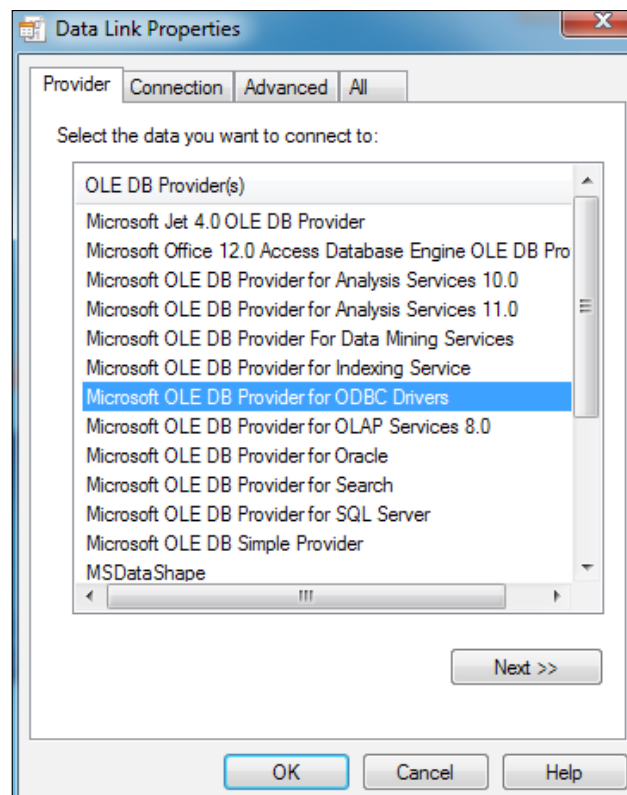 Data Link Properties
Provider Connection Advanced All
Select the data you want to connect to:
OLE DB Provider(s)
Microsoft Jet 4.0 OLE DB Provider
Microsoft Office 12.0 Access Database Engine OLE DB Pro
Microsoft OLE DB Provider for Analysis Services 10.0
Microsoft OLE DB Provider for Analysis Services 11.0
Microsoft OLE DB Provider For Data Mining Services
Microsoft OLE DB Provider for Indexing Service
Microsoft OLE DB Provider for ODBC Drivers
Microsoft OLE DB Provider for OLAP Services 8.0
Microsoft OLE DB Provider for Oracle
Microsoft OLE DB Provider for Search
Microsoft OLE DB Provider for SQL Server
Microsoft OLE DB Simple Provider
MSDataShape
Next >>
OK Cancel Help